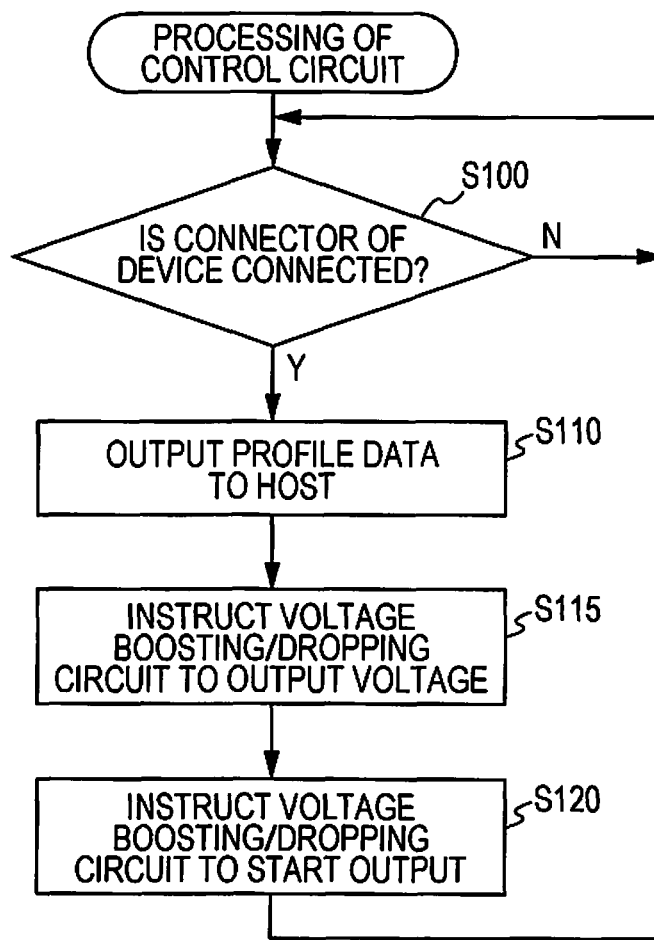 PROCESSING OF
CONTROL CIRCUIT
S100
IS CONNECTOR OF
DEVICE CONNECTED?
N
Y
S110
OUTPUT PROFILE DATA
TO HOST
S115
INSTRUCT VOLTAGE
BOOSTING/DROPPING
CIRCUIT TO OUTPUT VOLTAGE
S120
INSTRUCT VOLTAGE
BOOSTING/DROPPING
CIRCUIT TO START OUTPUT